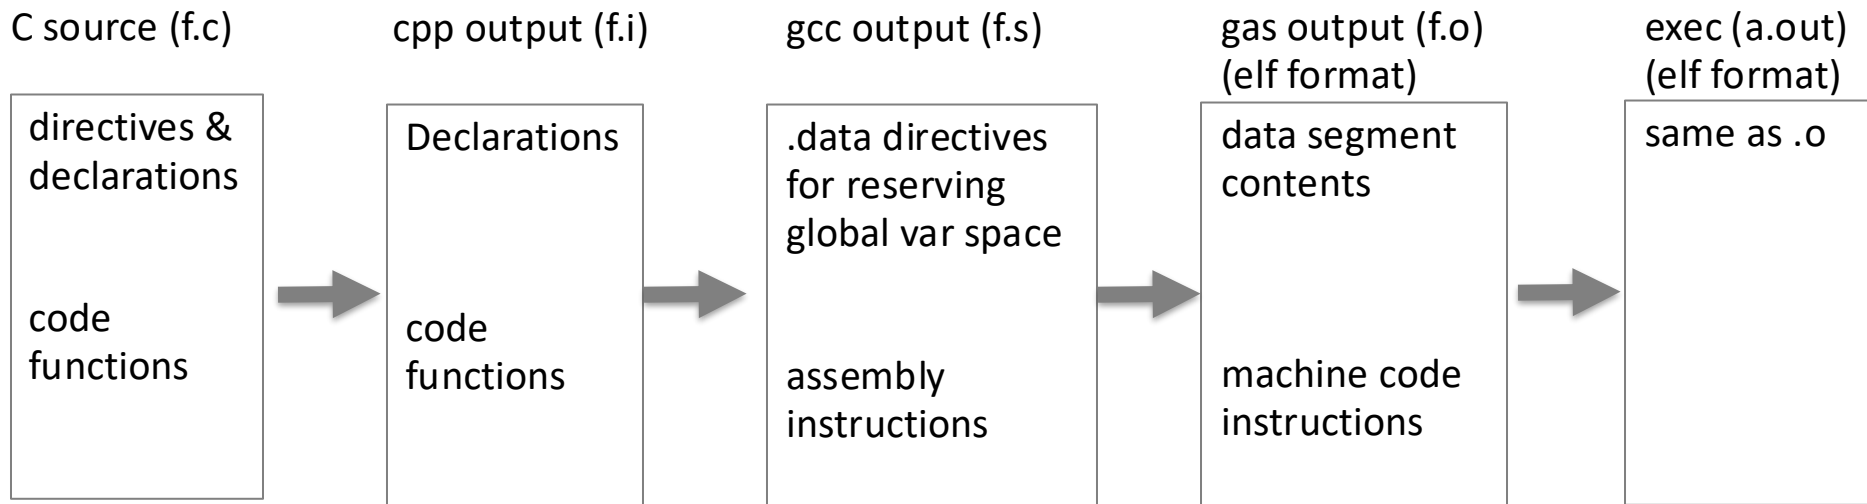 C source (f.c)
directives &
declarations
code
functions
cpp output (f.i)
Declarations
code
functions
gcc output (f.s)
.data directives
for reserving
global var space
assembly
instructions
gas output (f.o)
(elf format)
data segment
contents
machine code
instructions
exec (a.out)
(elf format)
same as .o